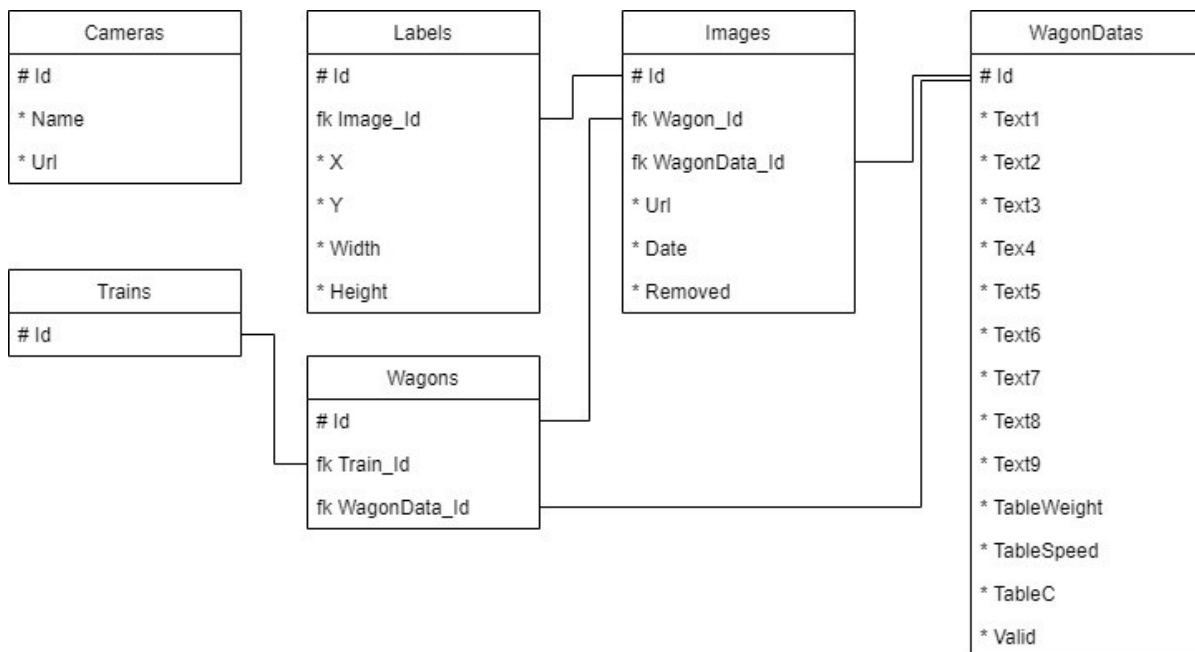 Cameras
# Id
* Name
* Url
Labels
# Id
fk Image_Id
* X
* Y
* Width
* Height
Images
# Id
fk Wagon_Id
fk WagonData_Id
* Url
* Date
* Removed
WagonDatas
# Id
* Text1
* Text2
* Text3
* Tex4
* Text5
* Text6
* Text7
* Text8
* Text9
* TableWeight
* TableSpeed
* TableC
* Valid
Trains
# Id
Wagons
# Id
fk Train_Id
fk WagonData_Id